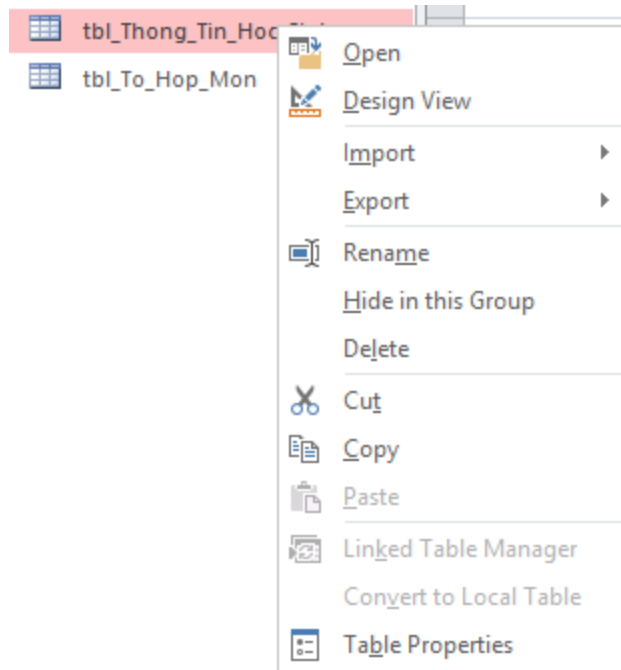 tbl_Thong_Tin_Hoc
tbl_To_Hop_Mon
Open
Design View
Import
Export
Rename
Hide in this Group
Delete
Cut
Copy
Paste
Linked Table Manager
Convert to Local Table
Table Properties